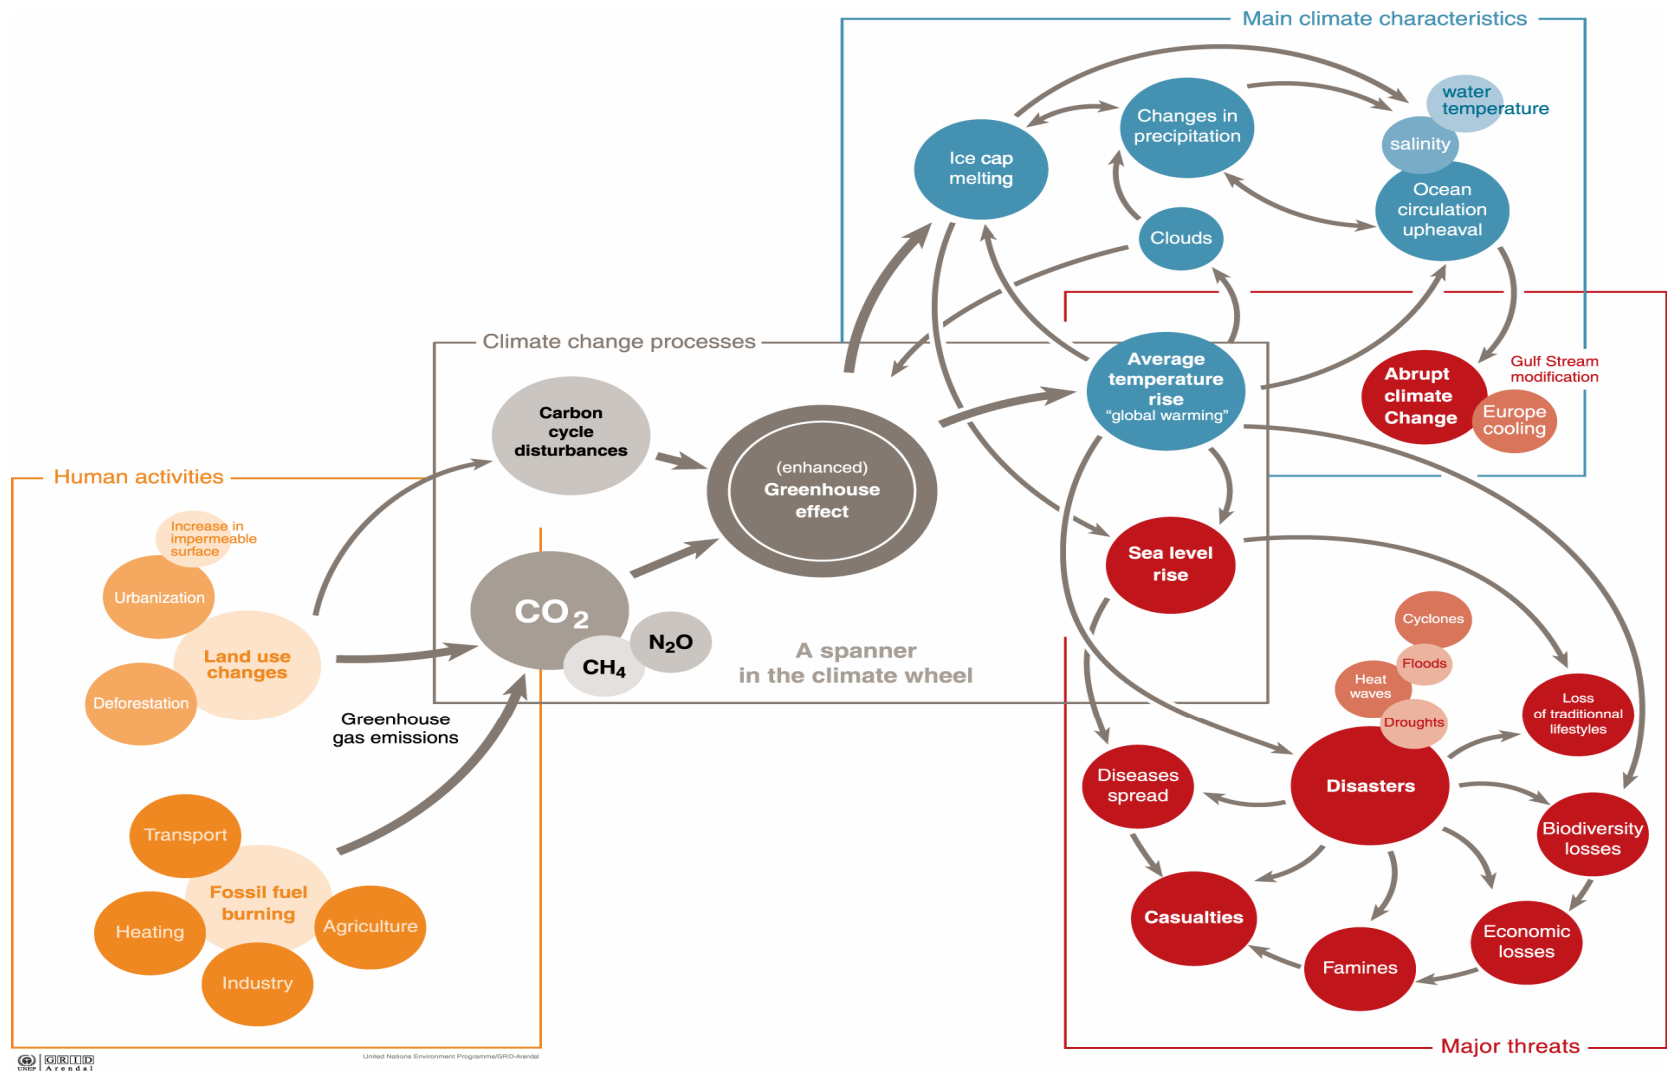 Main climate characteristics
water
temperature
salinity
Changes in
precipitation
Ice cap
melting
Ocean
circulation
upheaval
Clouds
Climate change processes
Average
temperature
rise
“global warming”
Abrupt
climate
Change
Gulf Stream
modification
Europe
cooling
Carbon
cycle
disturbances
(enhanced)
Greenhouse
effect
Human activities
Increase in
impermeable
surface
Urbanization
Land use
changes
Deforestation
CO2
CH4
N2O
Sea level
rise
A spanner
in the climate wheel
Greenhouse
gas emissions
Cyclones
Floods
Heat
waves
Droughts
Loss
of traditionnal
lifestyles
Diseases
spread
Disasters
Biodiversity
losses
Transport
Fossil fuel
burning
Heating
Agriculture
Industry
Casualties
Economic
losses
Famines
Major threats
UNEP
GRID
Arendal
United Nations Environment Programme/GRID-Arendal